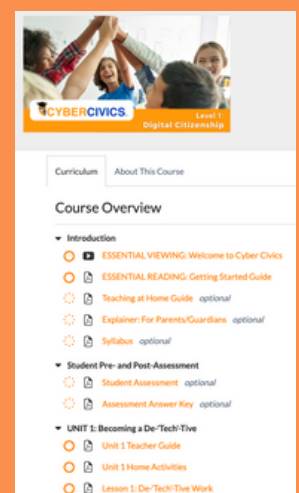 CYBERCIVICS.
Level 1:
Digital Citizenship
Curriculum
About This Course
Course Overview
Introduction
ESSENTIAL VIEWING: Welcome to Cyber Civics
ESSENTIAL READING: Getting Started Guide
Teaching at Home Guide optional
Explainer: For Parents/Guardians optional
Syllabus optional
Student Pre- and Post-Assessment
Student Assessment optional
Assessment Answer Key optional
UNIT 1: Becoming a De-'Tech'-Tive
Unit 1 Teacher Guide
Unit 1 Home Activities
Lesson 1: De-'Tech'-Tive Work